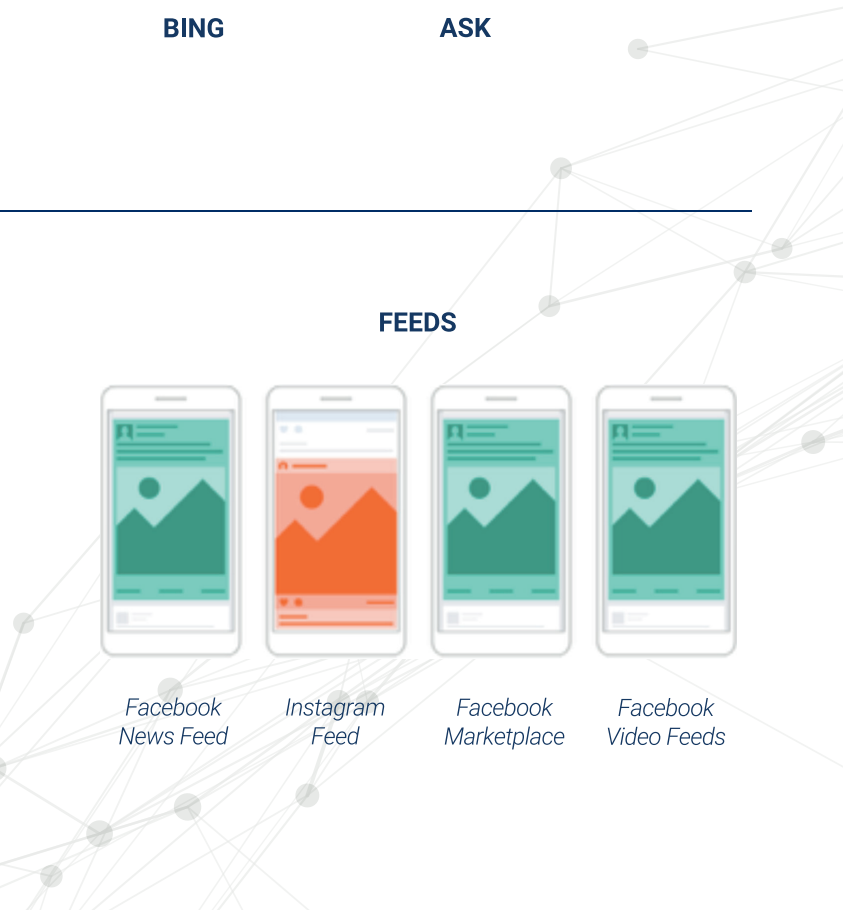 BING
ASK
FEEDS
Facebook
News Feed
Instagram
Feed
Facebook
Marketplace
Facebook
Video Feeds